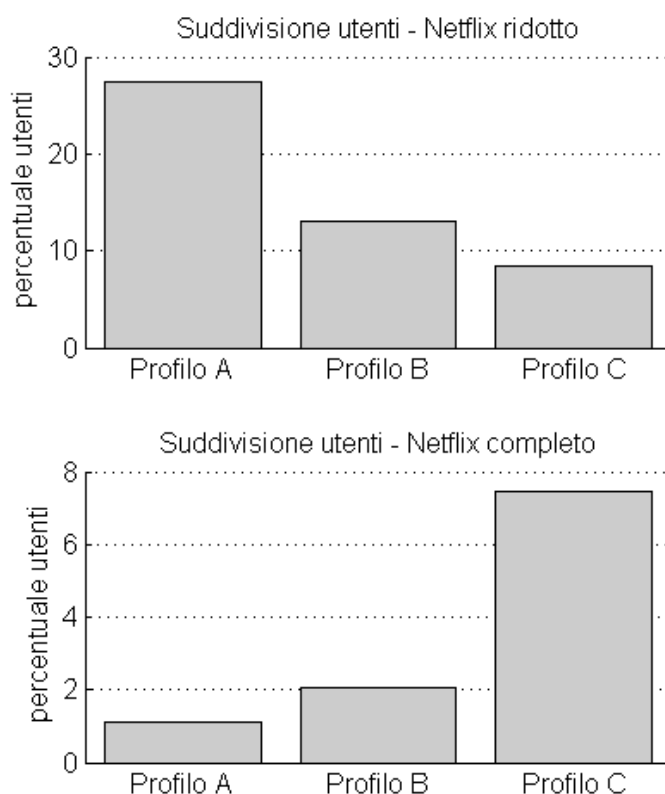 Suddivisione utenti - Netflix ridotto
percentuale utenti
30
20
10
0
Profilo A Profilo B Profilo C
Suddivisione utenti - Netflix completo
percentuale utenti
8
6
4
2
0
Profilo A Profilo B Profilo C